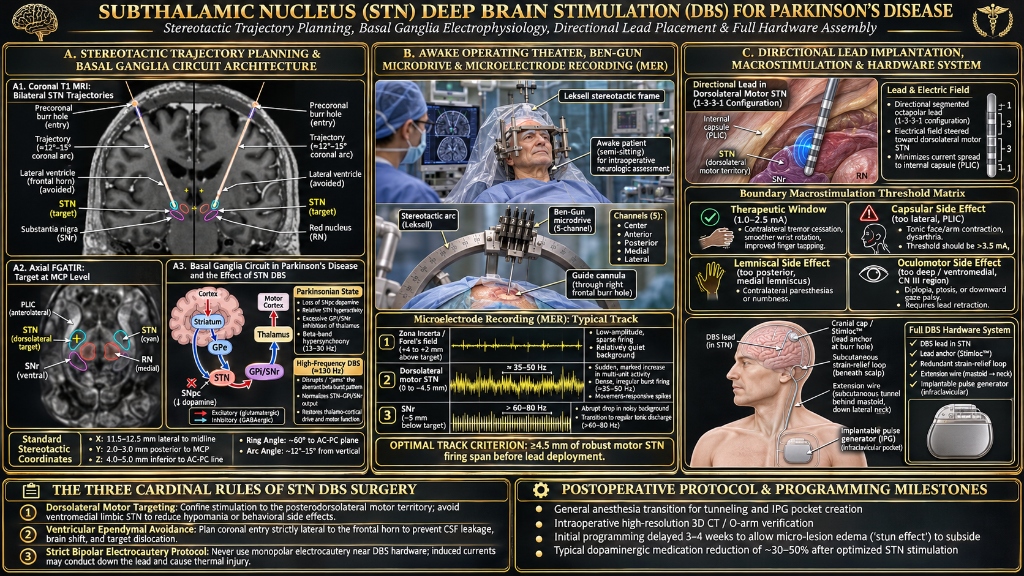 SUBTHALAMIC NUCLEUS (STN) DEEP BRAIN STIMULATION (DBS) FOR PARKINSON'S DISEASE
Stereotactic Trajectory Planning, Basal Ganglia Electrophysiology, Directional Lead Placement & Full Hardware Assembly
A. STEREOTACTIC TRAJECTORY PLANNING &
BASAL GANGLIA CIRCUIT ARCHITECTURE
A1. Coronal T1 MRI:
Bilateral STN Trajectories
Precoronal
burr hole
(entry)
Trajectory
(≈12°–15°
coronal arc)
Lateral ventricle
(frontal horn)
(avoided)
STN
(target)
Substantia nigra
(SNr)
Preycoronal
burr hole
(entry)
Trajectory
(≈12°–15°
coronal arc)
Lateral ventricle
(avoided)
STN
(target)
Red nucleus
(RN)
A2. Axial FGATIR:
Target at MCP Level
PLIC
(anterolateral)
STN
(dorsolateral
target)
SNr
(ventral)
STN
(cyan)
RN
(medial)
A3. Basal Ganglia Circuit in Parkinson's Disease
and the Effect of STN DBS
Cortex
Striatum
GPe
STN
SNpc
(↓ dopamine)
Motor
Cortex
Thalamus
GPi/SNr
Excitatory (glutamatergic)
Inhibitory (GABAergic)
Parkinsonian State
• Loss of SNpc dopamine
• Relative STN hyperactivity
• Excessive GPi/SNr
inhibition of thalamus
• Beta-band
hypersynchrony
(13–30 Hz)
High-Frequency DBS
(≈130 Hz)
• Disrupts / "jams" the
aberrant beta burst pattern
• Normalizes STN–GPi/SNr
output
• Restores thalamo-cortical
drive and motor function
Standard
Stereotactic
Coordinates
• X: 11.5–12.5 mm lateral to midline
• Y: 2.0–3.0 mm posterior to MCP
• Z: 4.0–5.0 mm inferior to AC-PC line
• Ring Angle: ~60° to AC-PC plane
• Arc Angle: ~12°–15° from vertical
B. AWAKE OPERATING THEATER, BEN-GUN
MICRODRIVE & MICROELECTRODE RECORDING (MER)
Leksell stereotactic frame
Awake patient
(semi-sitting) for
intraoperative
neurologic assessment
Stereotactic arc
(Leksell)
Ben-Gun
microdrive
(5-channel)
Channels (5):
• Center
• Anterior
• Posterior
• Medial
• Lateral
Guide cannula
(through right
frontal burr hole)
Microelectrode Recording (MER): Typical Track
1
Zona Incerta /
Forel's field
(+4 to +2 mm
above target)
• Low-amplitude,
sparse firing
• Relatively quiet
background
2
Dorsolateral
motor STN
(0 to −4.5 mm)
≈ 35–50 Hz
• Sudden, marked increase
in multi-unit activity
• Dense, irregular burst firing
(≈35–50 Hz)
• Movement-responsive spikes
3
SNr
(~5 mm
below target)
> 60–80 Hz
• Abrupt drop in noisy background
• Transition to regular tonic discharge
(>60–80 Hz)
OPTIMAL TRACK CRITERION: ≥4.5 mm of robust motor STN
firing span before lead deployment.
C. DIRECTIONAL LEAD IMPLANTATION,
MACROSTIMULATION & HARDWARE SYSTEM
Directional Lead in
Dorsolateral Motor STN
(1-3-3-1 Configuration)
Internal
capsule
(PLIC)
STN
(dorsolateral
motor territory)
SNr
RN
Lead & Electric Field
• Directional segmented
octapolar lead
(1-3-3-1 configuration)
• Electrical field steered
toward dorsolateral motor
STN
• Minimizes current spread
to internal capsule (PLIC)
1
3
3
1
Boundary Macrostimulation Threshold Matrix
Therapeutic Window
(1.0–2.5 mA)
• Contralateral tremor cessation,
smoother wrist rotation,
improved finger tapping.
Capsular Side Effect
(too lateral, PLIC)
• Tonic face/arm contraction,
dysarthria.
• Threshold should be >3.5 mA.
Lemniscal Side Effect
(too posterior,
medial lemniscus)
• Contralateral paresthesia
or numbness.
Oculomotor Side Effect
(too deep / ventromedial,
CN III region)
• Diplopia, ptosis, or downward
gaze palsy.
• Requires lead retraction.
DBS lead
(in STN)
Cranial cap /
Stimloc™
(lead anchor
at burr hole)
Subcutaneous
strain-relief loop
(beneath scalp)
Extension wire
(subcutaneous tunnel
behind mastoid,
down lateral neck)
Implantable pulse
generator (IPG)
(infraclavicular pocket)
Full DBS Hardware System
✓ DBS lead in STN
✓ Lead anchor (Stimloc™)
✓ Redundant strain-relief loop
✓ Extension wire (mastoid → neck)
✓ Implantable pulse generator
(infraclavicular)
THE THREE CARDINAL RULES OF STN DBS SURGERY
1 Dorsolateral Motor Targeting: Confine stimulation to the posterodorsolateral motor territory; avoid
ventromedial limbic STN to reduce hypomania or behavioral side effects.
2 Ventricular Ependymal Avoidance: Plan coronal entry strictly lateral to the frontal horn to prevent CSF leakage,
brain shift, and target dislocation.
3 Strict Bipolar Electrocautery Protocol: Never use monopolar electrocautery near DBS hardware; induced currents
may conduct down the lead and cause thermal injury.
POSTOPERATIVE PROTOCOL & PROGRAMMING MILESTONES
• General anesthesia transition for tunneling and IPG pocket creation
• Intraoperative high-resolution 3D CT / O-arm verification
• Initial programming delayed 3–4 weeks to allow micro-lesion edema ('stun effect') to subside
• Typical dopaminergic medication reduction of ~30–50% after optimized STN stimulation